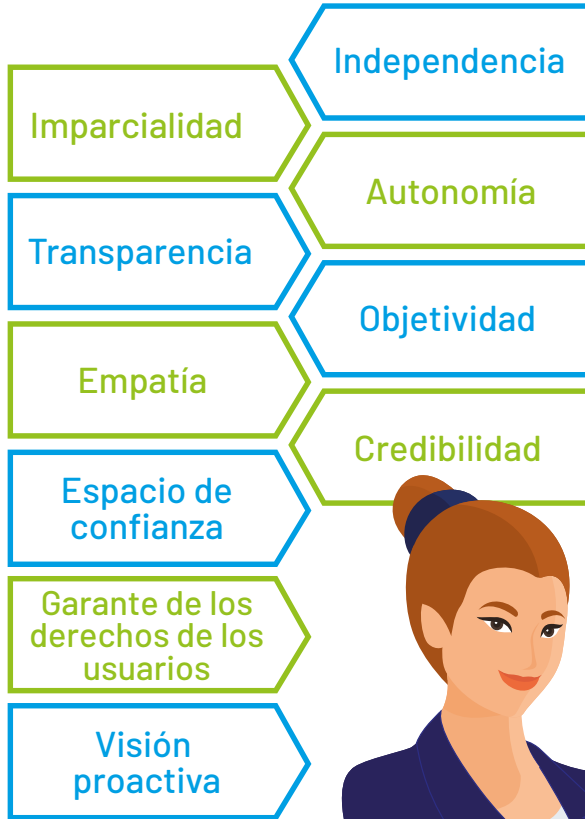 Independencia
Imparcialidad
Autonomía
Transparencia
Objetividad
Empatía
Credibilidad
Espacio de
confianza
Garante de los
derechos de los
usuarios
Visión
proactiva